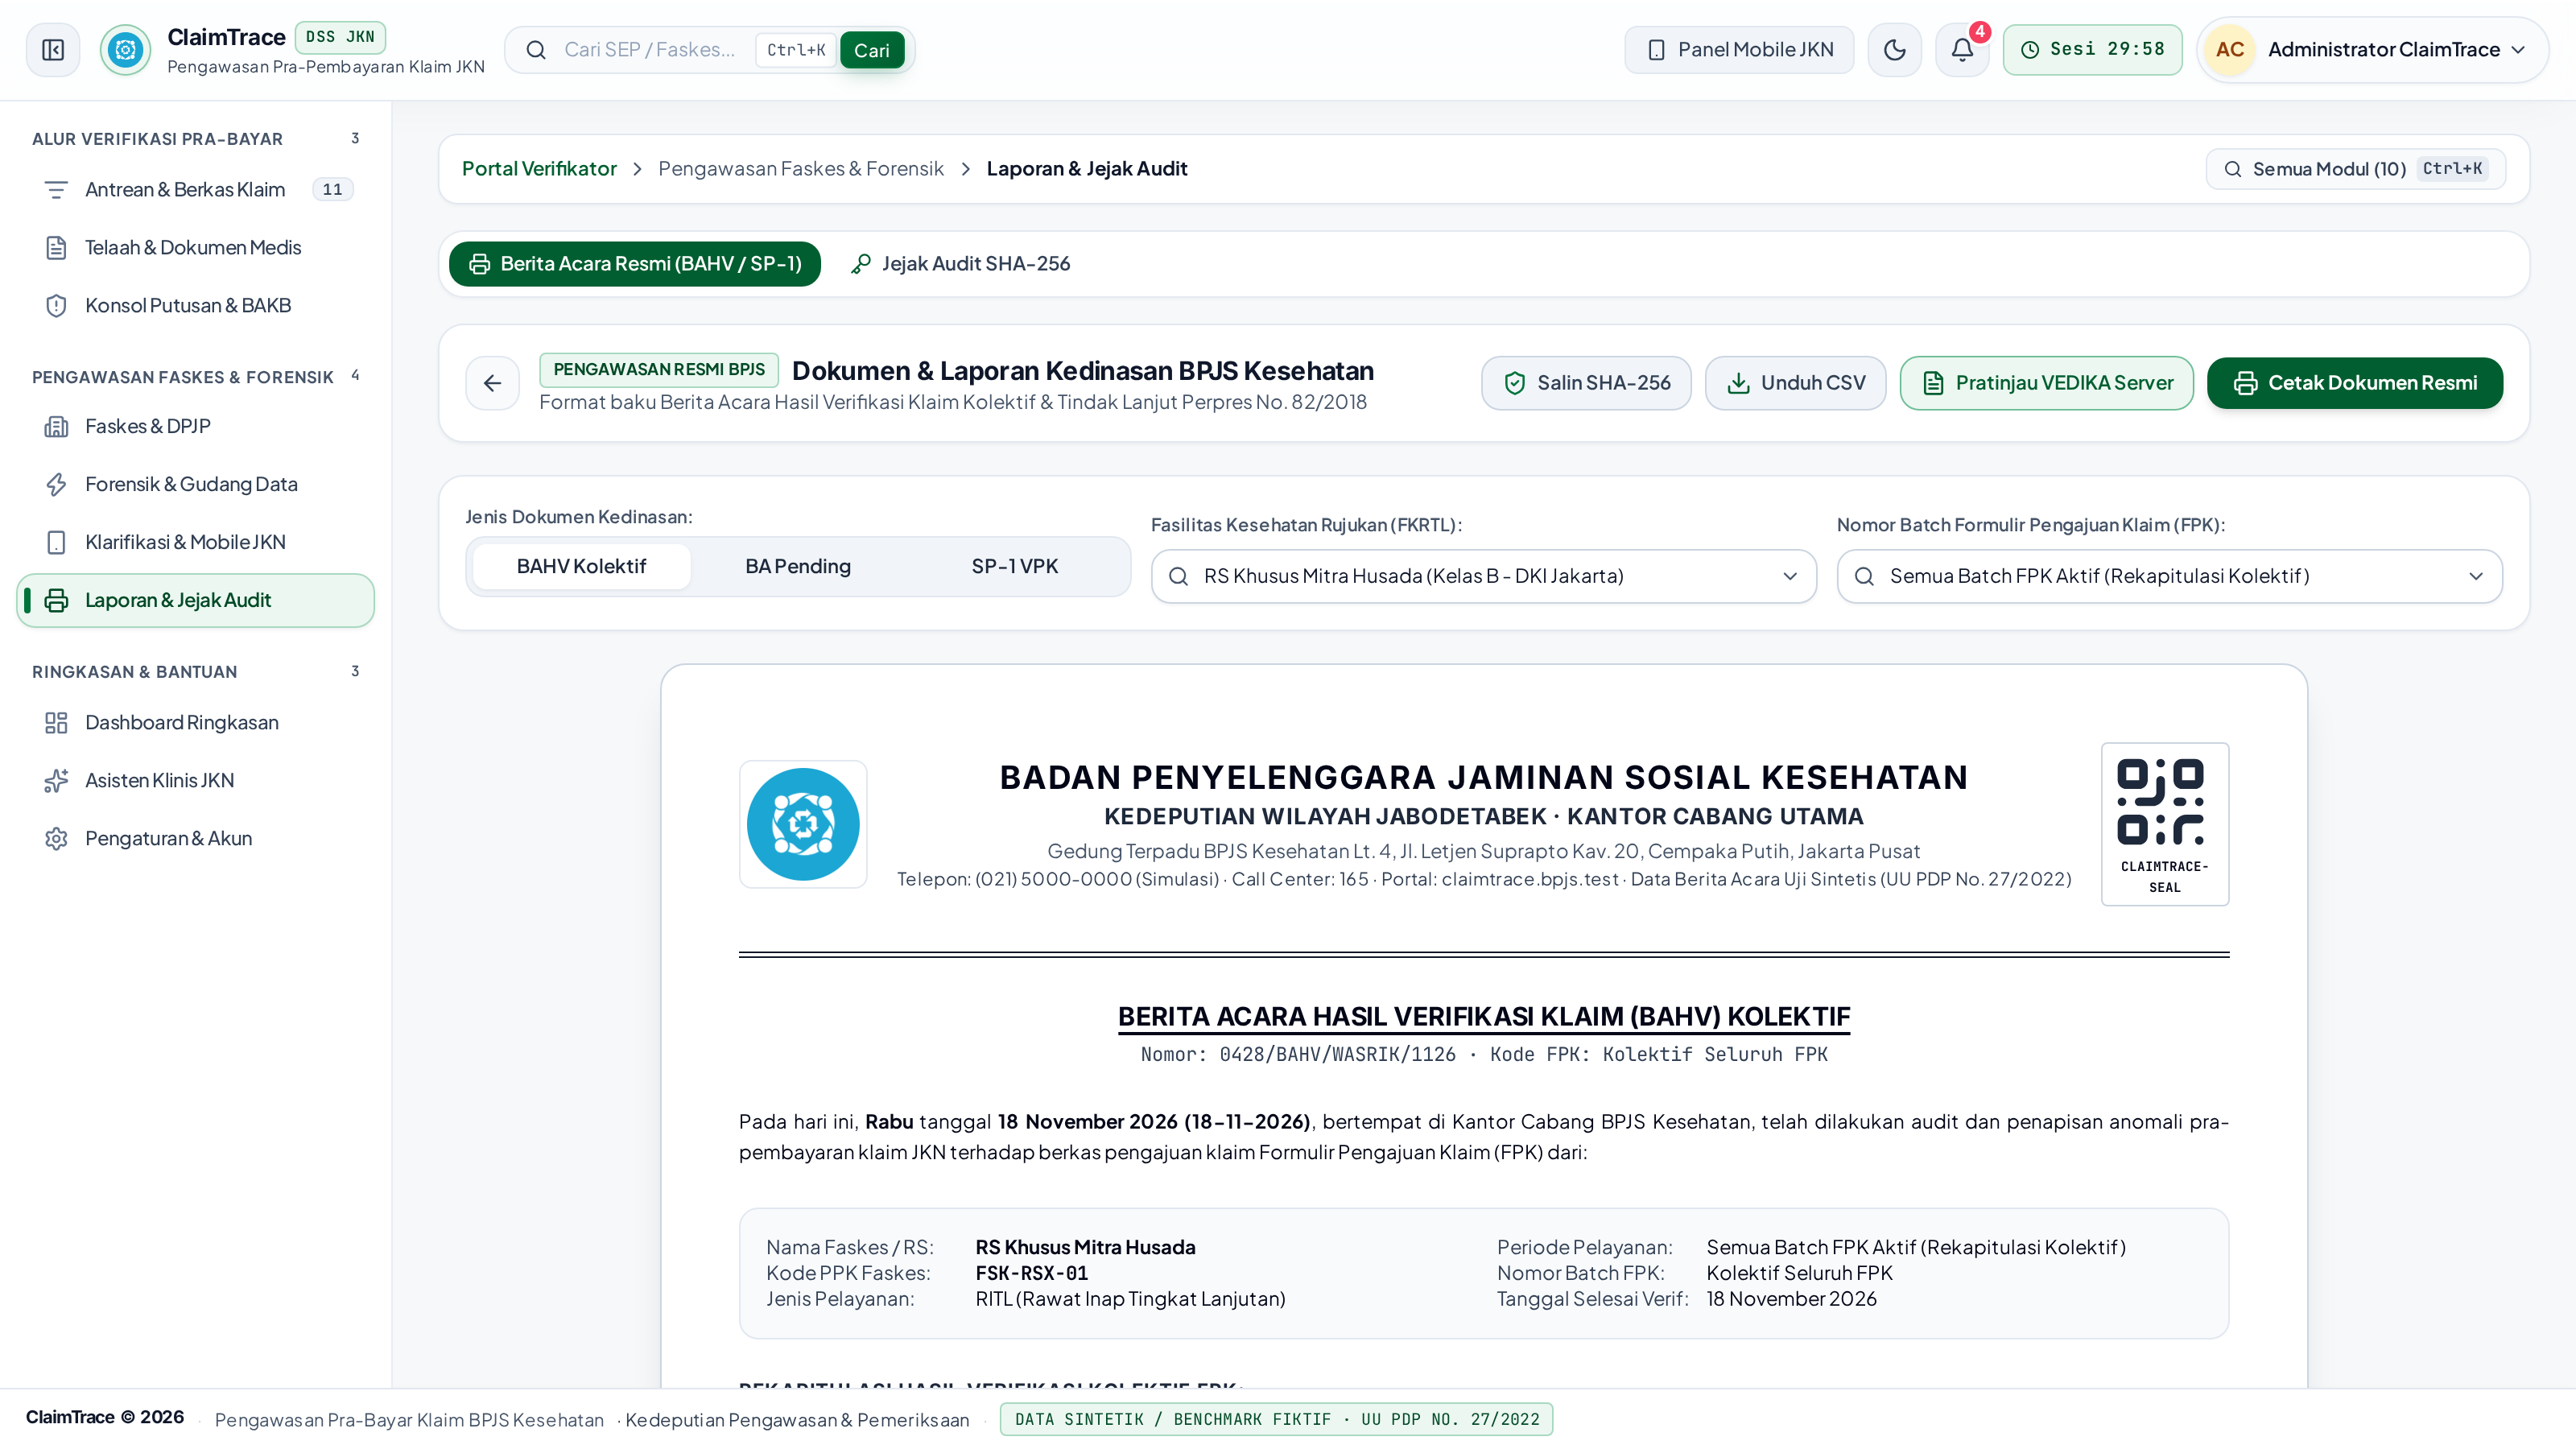 ClaimTrace DSS JKN
Pengawasan Pra-Pembayaran Klaim JKN
Cari SEP / Faskes... Ctrl+K Cari
Panel Mobile JKN
4
Sesi 29:58
AC Administrator ClaimTrace
ALUR VERIFIKASI PRA-BAYAR 3
Antrean & Berkas Klaim 11
Telaah & Dokumen Medis
Konsol Putusan & BAKB
PENGAWASAN FASKES & FORENSIK 4
Faskes & DPJP
Forensik & Gudang Data
Klarifikasi & Mobile JKN
Laporan & Jejak Audit
RINGKASAN & BANTUAN 3
Dashboard Ringkasan
Asisten Klinis JKN
Pengaturan & Akun
Portal Verifikator > Pengawasan Faskes & Forensik > Laporan & Jejak Audit
Semua Modul (10) Ctrl+K
Berita Acara Resmi (BAHV / SP-1) Jejak Audit SHA-256
PENGAWASAN RESMI BPJS Dokumen & Laporan Kedinasan BPJS Kesehatan
Format baku Berita Acara Hasil Verifikasi Klaim Kolektif & Tindak Lanjut Perpres No. 82/2018
Salin SHA-256 Unduh CSV Pratinjau VEDIKA Server Cetak Dokumen Resmi
Jenis Dokumen Kedinasan:
BAHV Kolektif BA Pending SP-1 VPK
Fasilitas Kesehatan Rujukan (FKRTL):
RS Khusus Mitra Husada (Kelas B - DKI Jakarta)
Nomor Batch Formulir Pengajuan Klaim (FPK):
Semua Batch FPK Aktif (Rekapitulasi Kolektif)
BADAN PENYELENGGARA JAMINAN SOSIAL KESEHATAN
KEDEPUTIAN WILAYAH JABODETABEK · KANTOR CABANG UTAMA
Gedung Terpadu BPJS Kesehatan Lt. 4, Jl. Letjen Suprapto Kav. 20, Cempaka Putih, Jakarta Pusat
Telepon: (021) 5000-0000 (Simulasi) · Call Center: 165 · Portal: claimtrace.bpjs.test · Data Berita Acara Uji Sintetis (UU PDP No. 27/2022)
CLAIMTRACE-
SEAL
BERITA ACARA HASIL VERIFIKASI KLAIM (BAHV) KOLEKTIF
Nomor: 0428/BAHV/WASRIK/1126 · Kode FPK: Kolektif Seluruh FPK
Pada hari ini, Rabu tanggal 18 November 2026 (18-11-2026), bertempat di Kantor Cabang BPJS Kesehatan, telah dilakukan audit dan penapisan anomali pra-
pembayaran klaim JKN terhadap berkas pengajuan klaim Formulir Pengajuan Klaim (FPK) dari:
Nama Faskes / RS: RS Khusus Mitra Husada
Kode PPK Faskes: FSK-RSX-01
Jenis Pelayanan: RITL (Rawat Inap Tingkat Lanjutan)
Periode Pelayanan: Semua Batch FPK Aktif (Rekapitulasi Kolektif)
Nomor Batch FPK: Kolektif Seluruh FPK
Tanggal Selesai Verif: 18 November 2026
REKAPITULASI HASIL VERIFIKASI KOLEKTIF FPK:
ClaimTrace © 2026 · Pengawasan Pra-Bayar Klaim BPJS Kesehatan · Kedeputian Pengawasan & Pemeriksaan · DATA SINTETIK / BENCHMARK FIKTIF · UU PDP NO. 27/2022